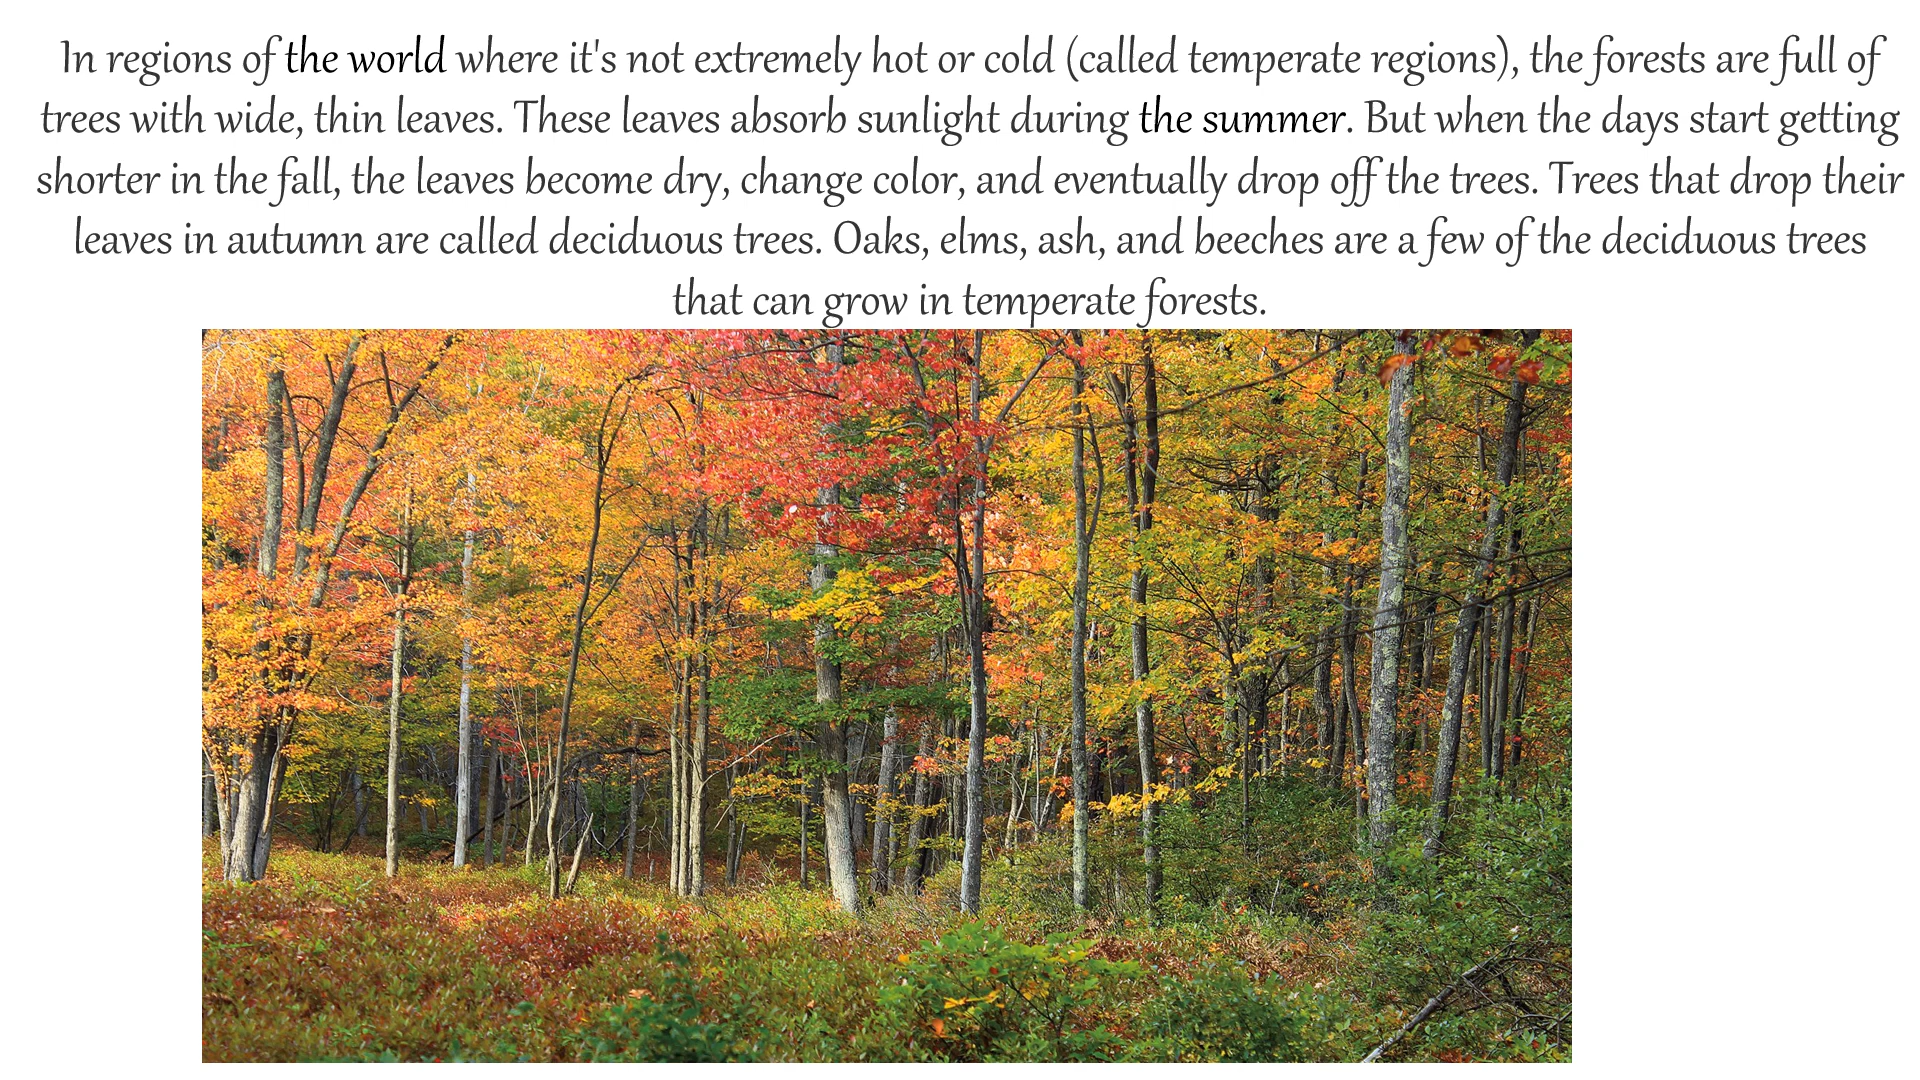 In regions of the world where it's not extremely hot or cold (called temperate regions), the forests are full of
trees with wide, thin leaves. These leaves absorb sunlight during the summer. But when the days start getting
shorter in the fall, the leaves become dry, change color, and eventually drop off the trees. Trees that drop their
leaves in autumn are called deciduous trees. Oaks, elms, ash, and beeches are a few of the deciduous trees
that can grow in temperate forests.